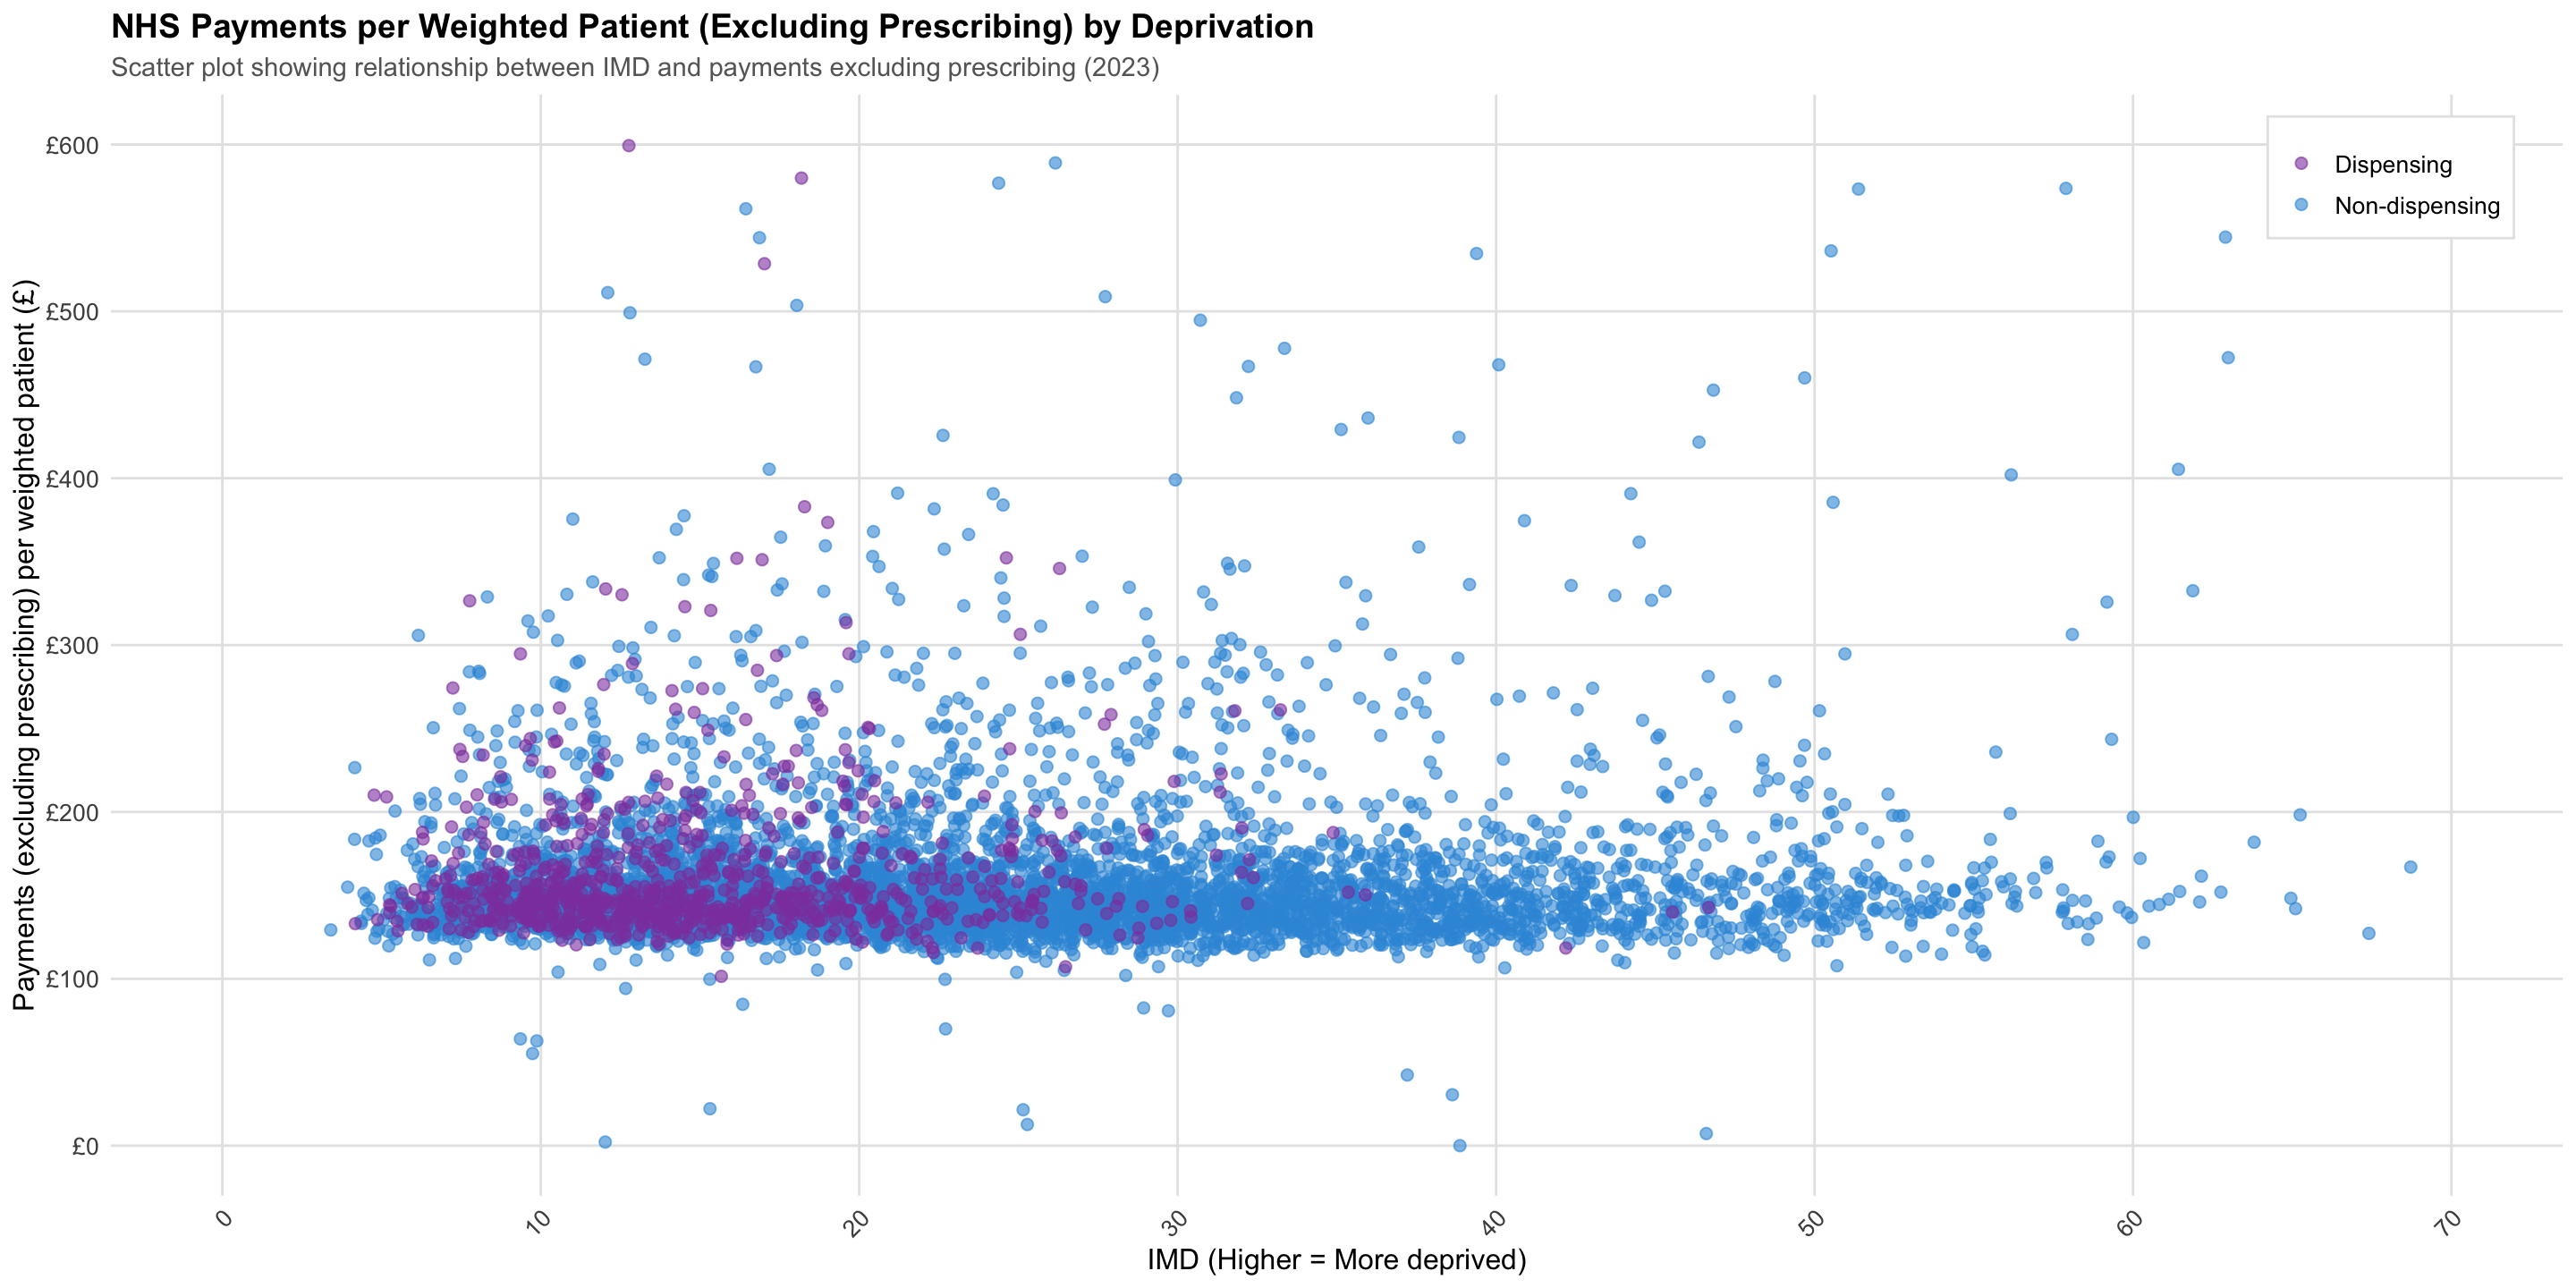 NHS Payments per Weighted Patient (Excluding Prescribing) by Deprivation
Scatter plot showing relationship between IMD and payments excluding prescribing (2023)
Payments (excluding prescribing) per weighted patient (£)
£600
£500
£400
£300
£200
£100
£0
Dispensing
Non-dispensing
0
10
20
30
40
50
60
70
IMD (Higher = More deprived)